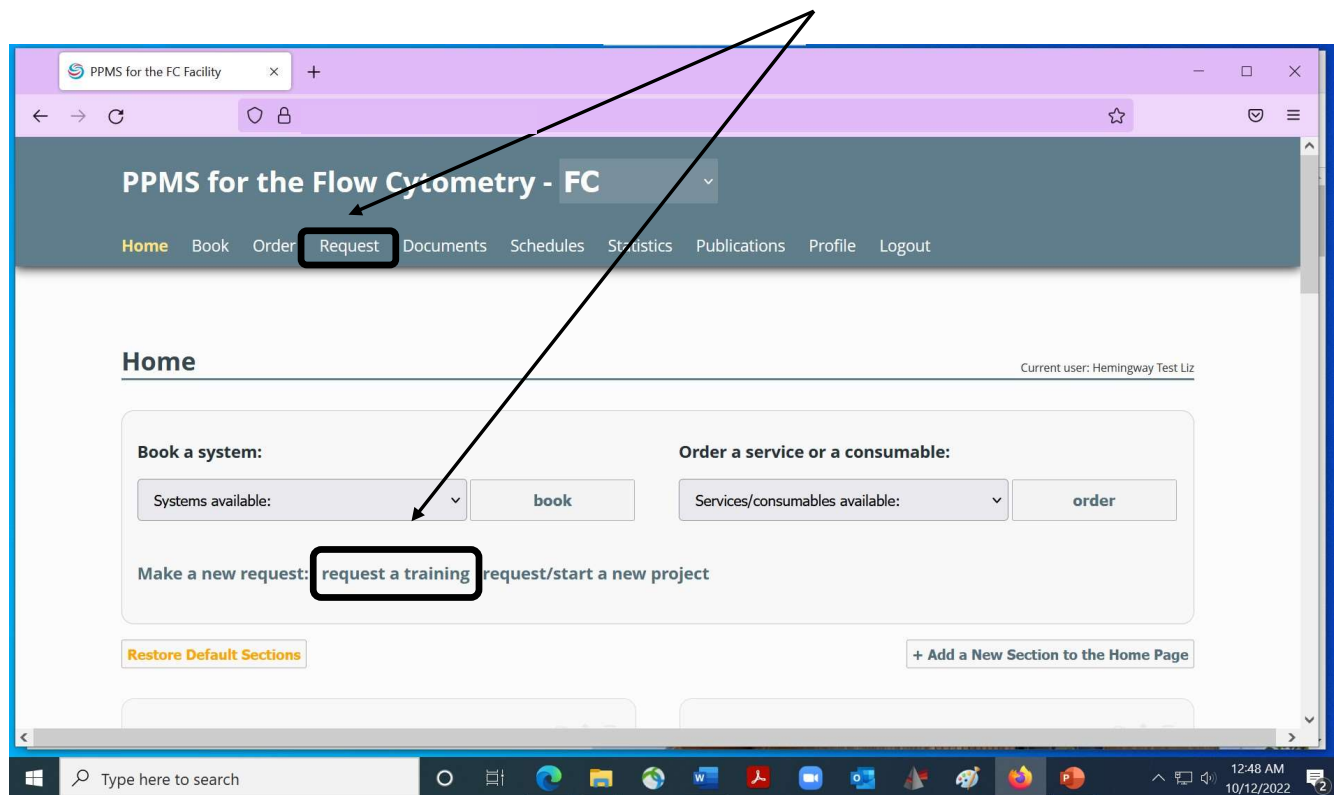 PPMS for the FC Facility
PPMS for the Flow Cytometry - FC
Home Book Order Request Documents Schedules Statistics Publications Profile Logout
Home
Current user: Hemingway Test Liz
Book a system:
Order a service or a consumable:
Systems available: book
Services/consumables available: order
Make a new request: request a training request/start a new project
Restore Default Sections
+ Add a New Section to the Home Page
Type here to search
12:48 AM
10/12/2022
2